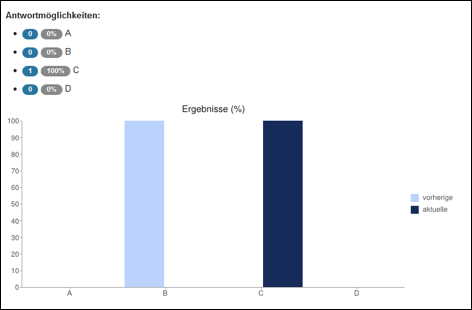 Antwortmöglichkeiten:
0 0% A
0 0% B
1 100% C
0 0% D
Ergebnisse (%)
100
90
80
70
60
50
40
30
20
10
0
A B C D
vorherige
aktuelle